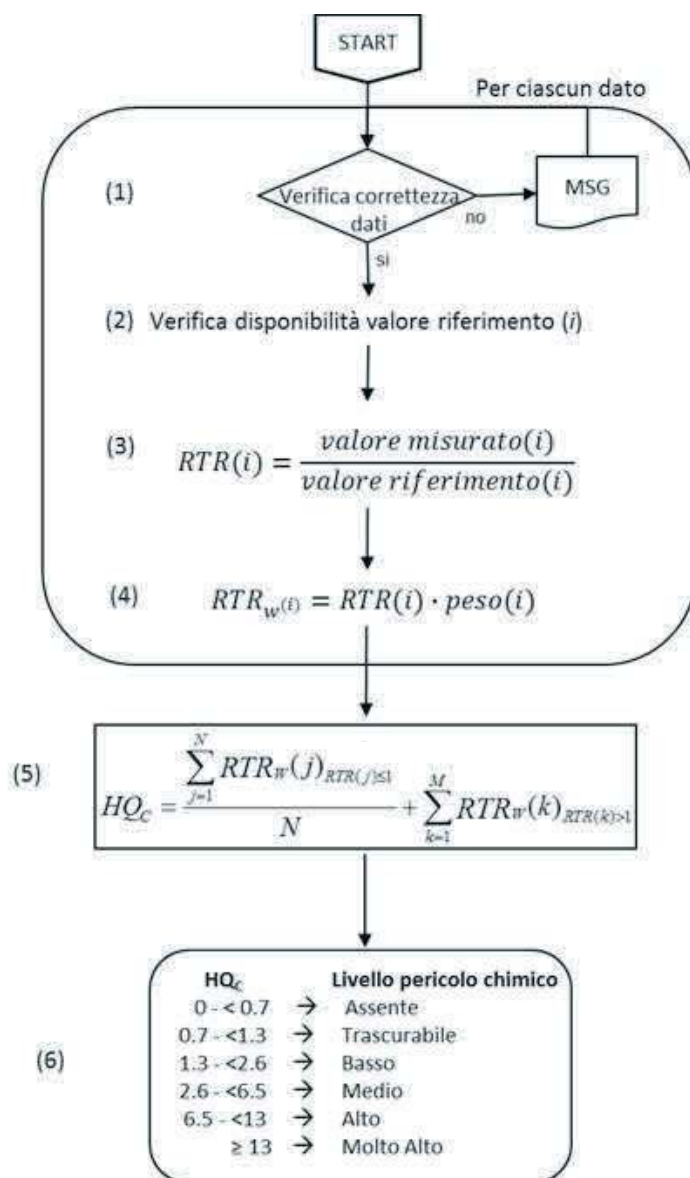 START
Per ciascun dato
(1)
Verifica correttezza
dati
no
MSG
si
(2) Verifica disponibilità valore riferimento (i)
(3) RTR(i) = valore misurato(i) / valore riferimento(i)
(4) RTR_w(i) = RTR(i) · peso(i)
(5) HQ_C = ∑_{j=1}^{N} RTR_W(j)_{RTR(j)≤1} / N + ∑_{k=1}^{M} RTR_W(k)_{RTR(k)>1}
HQ_C Livello pericolo chimico
0 - < 0.7 → Assente
0.7 - <1.3 → Trascurabile
(6) 1.3 - <2.6 → Basso
2.6 - <6.5 → Medio
6.5 - <13 → Alto
≥ 13 → Molto Alto